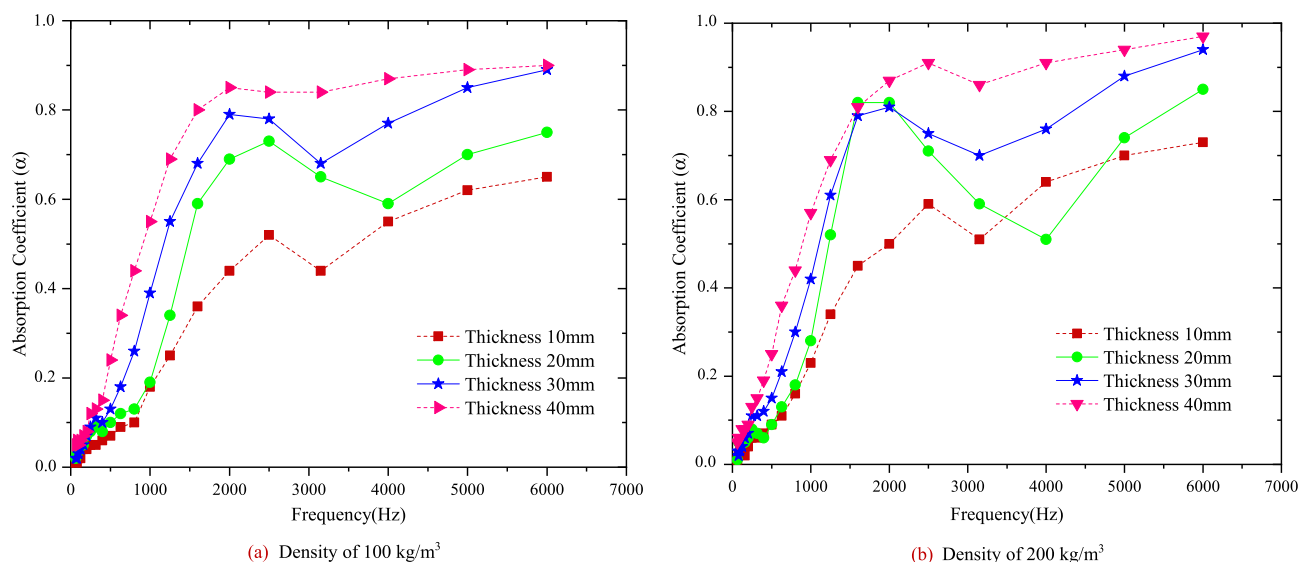 1.0
0.8
0.6
0.4
0.2
0.0
Absorption Coefficient (α)
Thickness 10mm
Thickness 20mm
Thickness 30mm
Thickness 40mm
0 1000 2000 3000 4000 5000 6000 7000
Frequency(Hz)
(a) Density of 100 kg/m³
1.0
0.8
0.6
0.4
0.2
0.0
Absorption Coefficient (α)
Thickness 10mm
Thickness 20mm
Thickness 30mm
Thickness 40mm
0 1000 2000 3000 4000 5000 6000 7000
Frequency(Hz)
(b) Density of 200 kg/m³